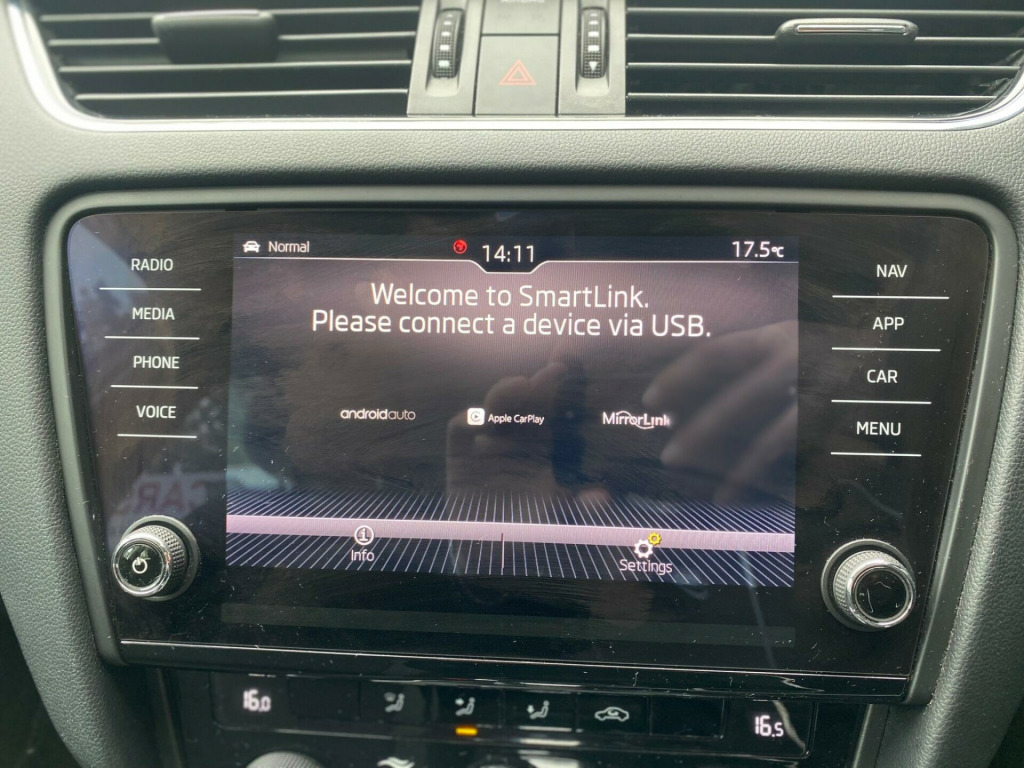 Normal
14:11
17.5°C
Welcome to SmartLink.
Please connect a device via USB.
androidauto
Apple CarPlay
MirrorLink
Info
Settings
RADIO
MEDIA
PHONE
VOICE
NAV
APP
CAR
MENU
CAR
16.0
16.5